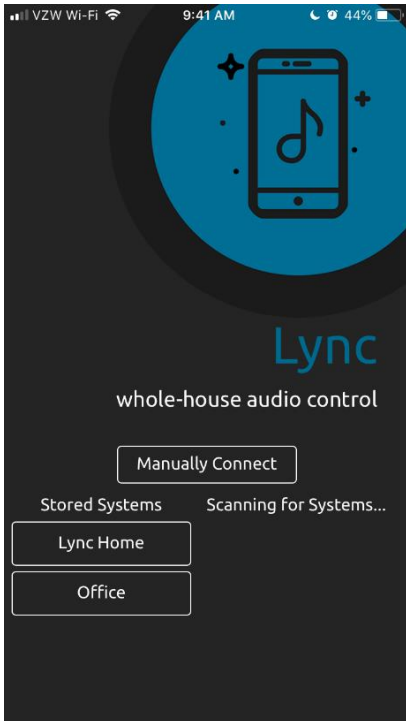 VZW Wi-Fi 9:41 AM 44%
Lync
whole-house audio control
Manually Connect
Stored Systems Scanning for Systems...
Lync Home
Office